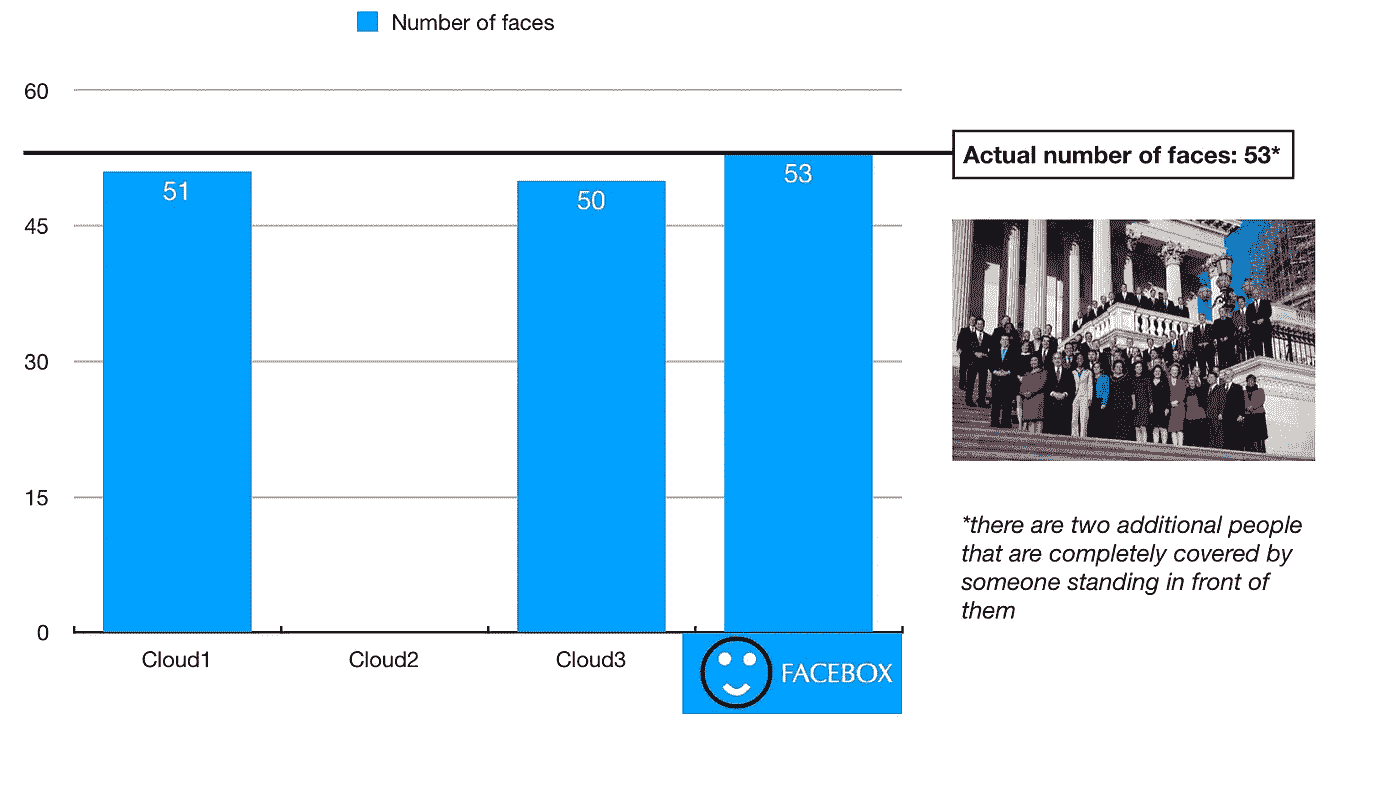 Number of faces
60
Actual number of faces: 53*
51
50
53
45
30
15
0
Cloud1
Cloud2
Cloud3
FACEBOX
*there are two additional people
that are completely covered by
someone standing in front of
them